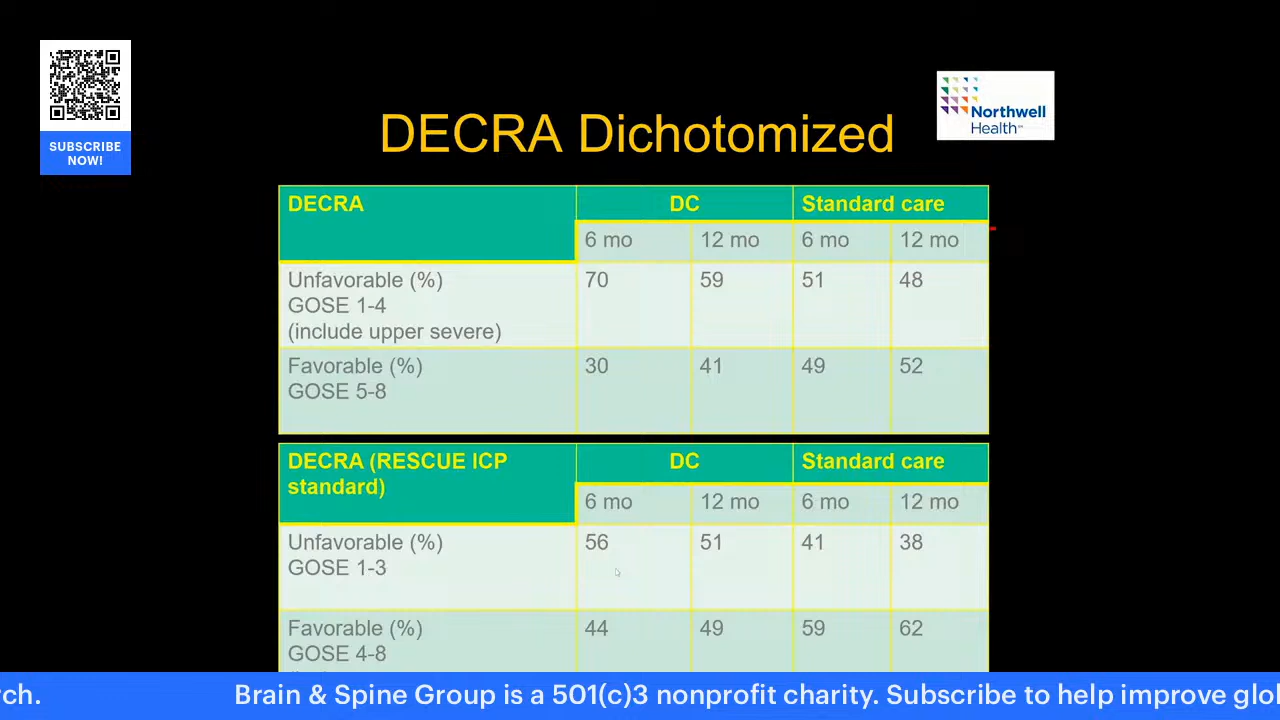 SUBSCRIBE
NOW!
Northwell
Health™
DECRA Dichotomized
DECRA DC Standard care
6 mo 12 mo 6 mo 12 mo
Unfavorable (%) 70 59 51 48
GOSE 1-4
(include upper severe)
Favorable (%) 30 41 49 52
GOSE 5-8
DECRA (RESCUE ICP DC Standard care
standard)
6 mo 12 mo 6 mo 12 mo
Unfavorable (%) 56 51 41 38
GOSE 1-3
Favorable (%) 44 49 59 62
GOSE 4-8
rch. Brain & Spine Group is a 501(c)3 nonprofit charity. Subscribe to help improve glo